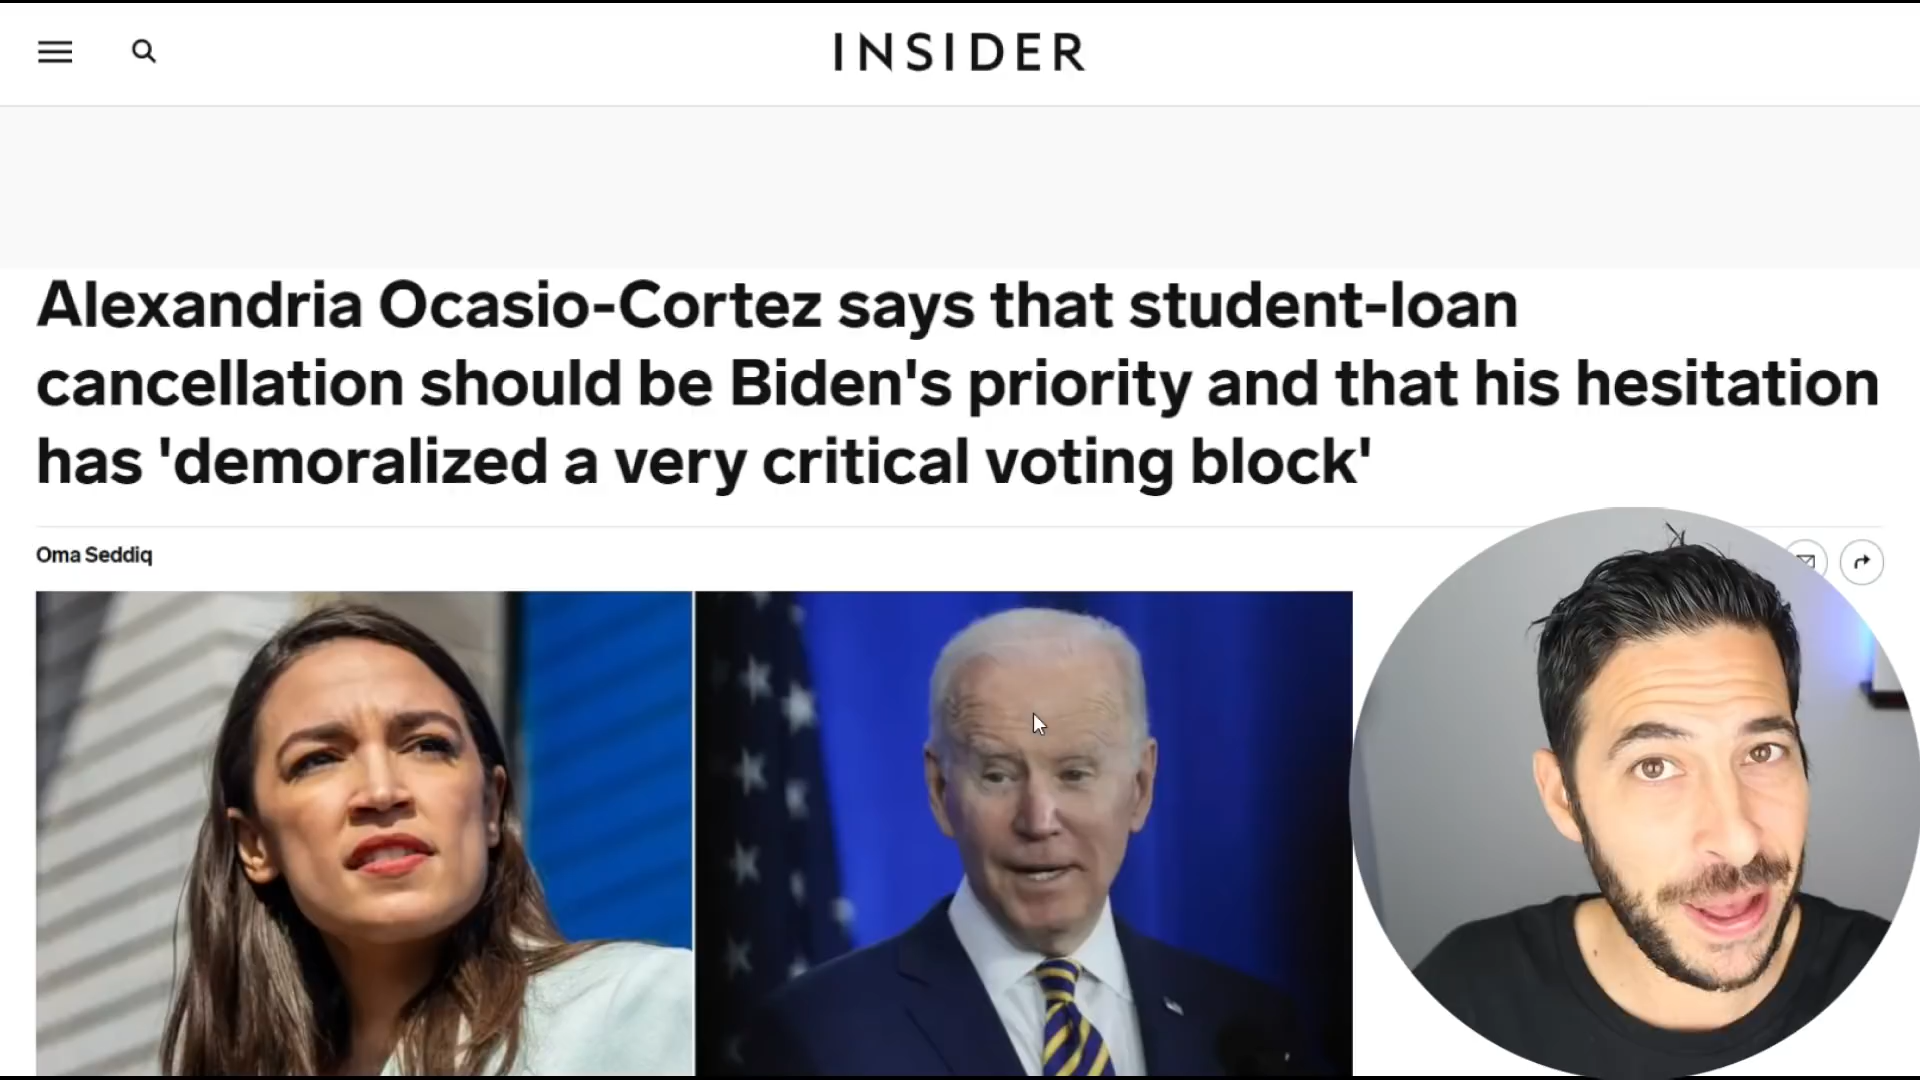 INSIDER
Alexandria Ocasio-Cortez says that student-loan
cancellation should be Biden's priority and that his hesitation
has 'demoralized a very critical voting block'
Oma Seddiq